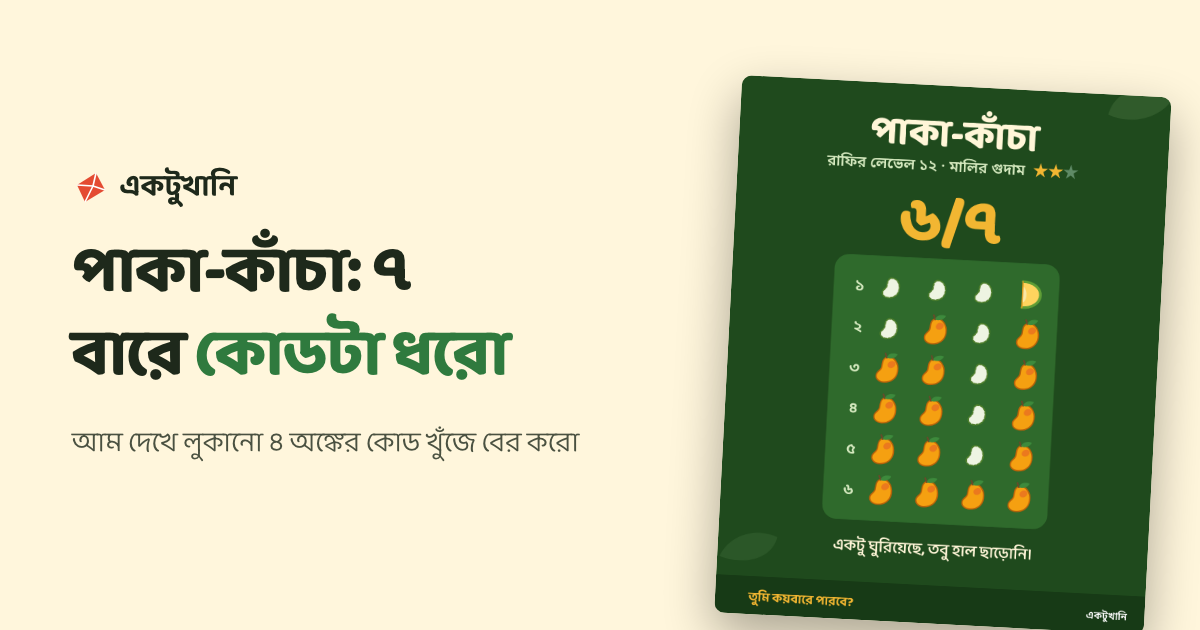 একটুখানি
পাকা-কাঁচা: ৭
বারে কোডটা ধরো
আম দেখে লুকানো ৪ অঙ্কের কোড খুঁজে বের করো
পাকা-কাঁচা
রাফির লেভেল ১২ · মালির গুদাম ★★★
৬/৭
১
২
৩
৪
৫
৬
একটু ঘুরিয়েছে, তবু হাল ছাড়োনি।
তুমি কয়বারে পারবে?
একটুখানি